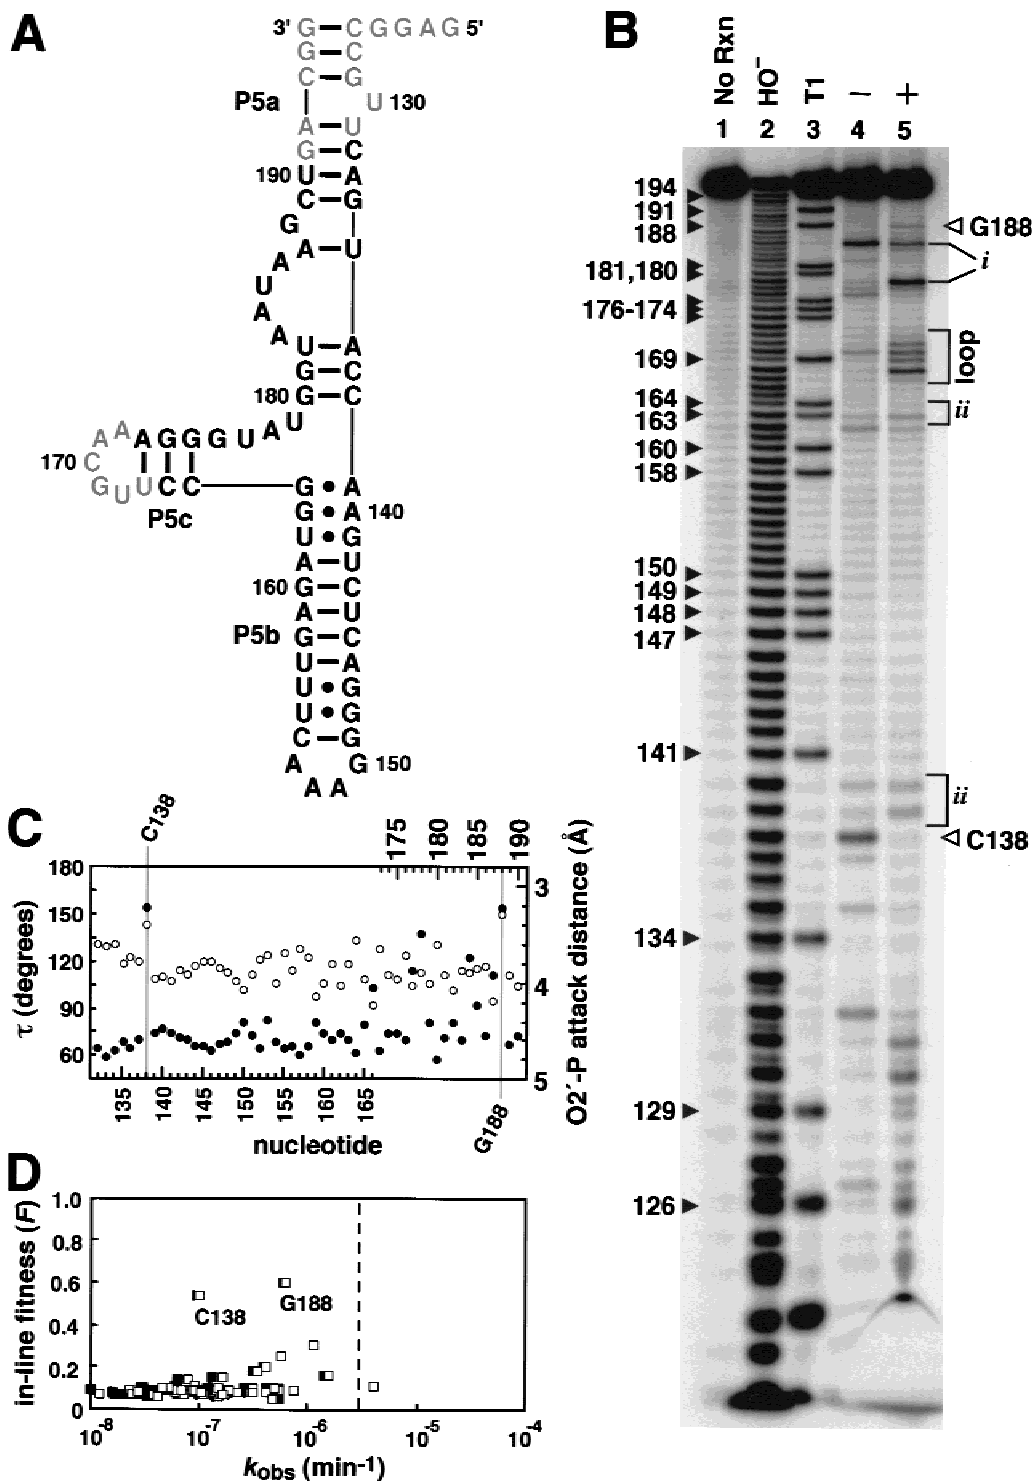 A
3' G C G G A G 5'
G C
C G
P5a U 130
A U
G C
190 U A
C G
G
A A U
U
A
A U A
G C
180 G C
A A A G G G U A U
170 C
G U U C C G • A
P5c G • A 140
U • G
A U
160 G C
A U
P5b G C
U A
U • G
U • G
C G
A G 150
A A
B
No Rxn
HO⁻
T1
−
+
1 2 3 4 5
194
191
188
181,180
176-174
169
164
163
160
158
150
149
148
147
141
134
129
126
G188
i
loop
ii
ii
C138
C
C138
175 180 185 190
180
150
120
90
60
τ (degrees)
3
4
5
O2´-P attack distance (Å)
135 140 145 150 155 160 165
G188
nucleotide
D
in-line fitness (F)
1.0
0.8
0.6
0.4
0.2
0
C138
G188
10⁻⁸ 10⁻⁷ 10⁻⁶ 10⁻⁵ 10⁻⁴
kobs (min⁻¹)